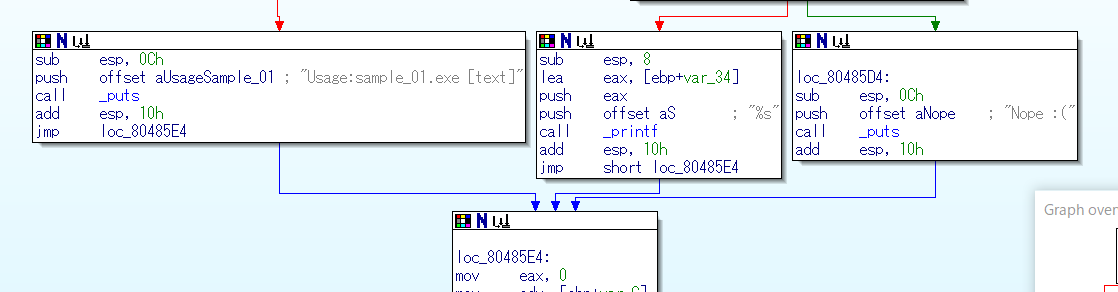 sub esp, 0Ch
push offset aUsageSample_01 ; "Usage:sample_01.exe [text]"
call _puts
add esp, 10h
jmp loc_80485E4
sub esp, 8
lea eax, [ebp+var_34]
push eax
push offset aS ; "%s"
call _printf
add esp, 10h
jmp short loc_80485E4
loc_80485D4:
sub esp, 0Ch
push offset aNope ; "Nope :("
call _puts
add esp, 10h
loc_80485E4:
mov eax, 0
Graph over